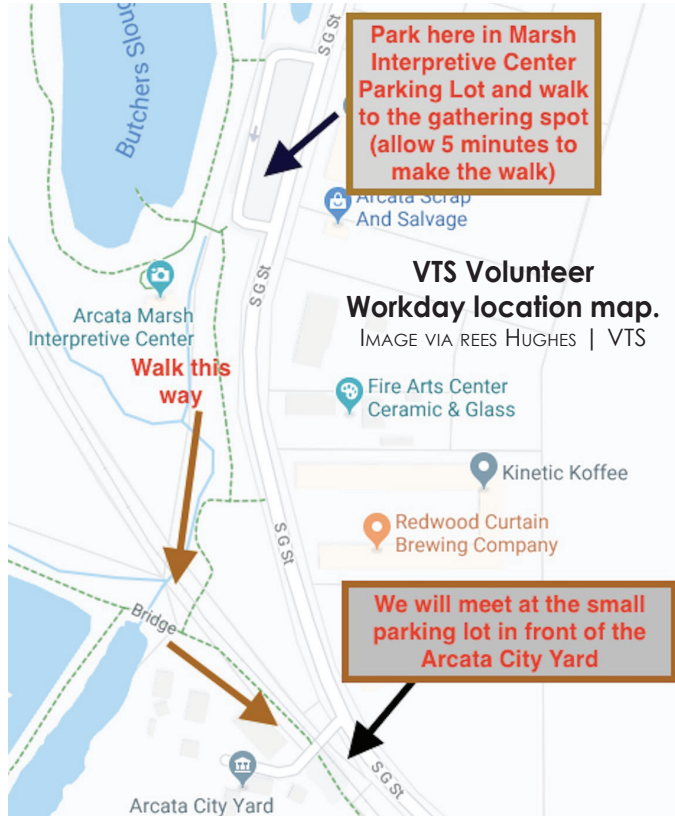 Butchers Sloug
S G St
Park here in Marsh
Interpretive Center
Parking Lot and walk
to the gathering spot
(allow 5 minutes to
make the walk)
Arcata Scrap
And Salvage
S G St
VTS Volunteer
Workday location map.
Image via rees Hughes | VTS
Arcata Marsh
Interpretive Center
Walk this
way
Fire Arts Center
Ceramic & Glass
Kinetic Koffee
Redwood Curtain
Brewing Company
S G St
Bridge
We will meet at the small
parking lot in front of the
Arcata City Yard
S G St
Arcata City Yard